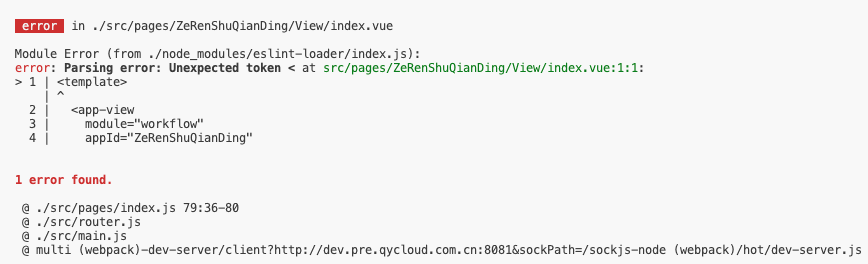 error in ./src/pages/ZeRenShuQianDing/View/index.vue
Module Error (from ./node_modules/eslint-loader/index.js):
error: Parsing error: Unexpected token < at src/pages/ZeRenShuQianDing/View/index.vue:1:1:
> 1 | <template>
    | ^
  2 |   <app-view
  3 |     module="workflow"
  4 |     appId="ZeRenShuQianDing"
1 error found.
 @ ./src/pages/index.js 79:36-80
 @ ./src/router.js
 @ ./src/main.js
 @ multi (webpack)-dev-server/client?http://dev.pre.qycloud.com.cn:8081&sockPath=/sockjs-node (webpack)/hot/dev-server.js